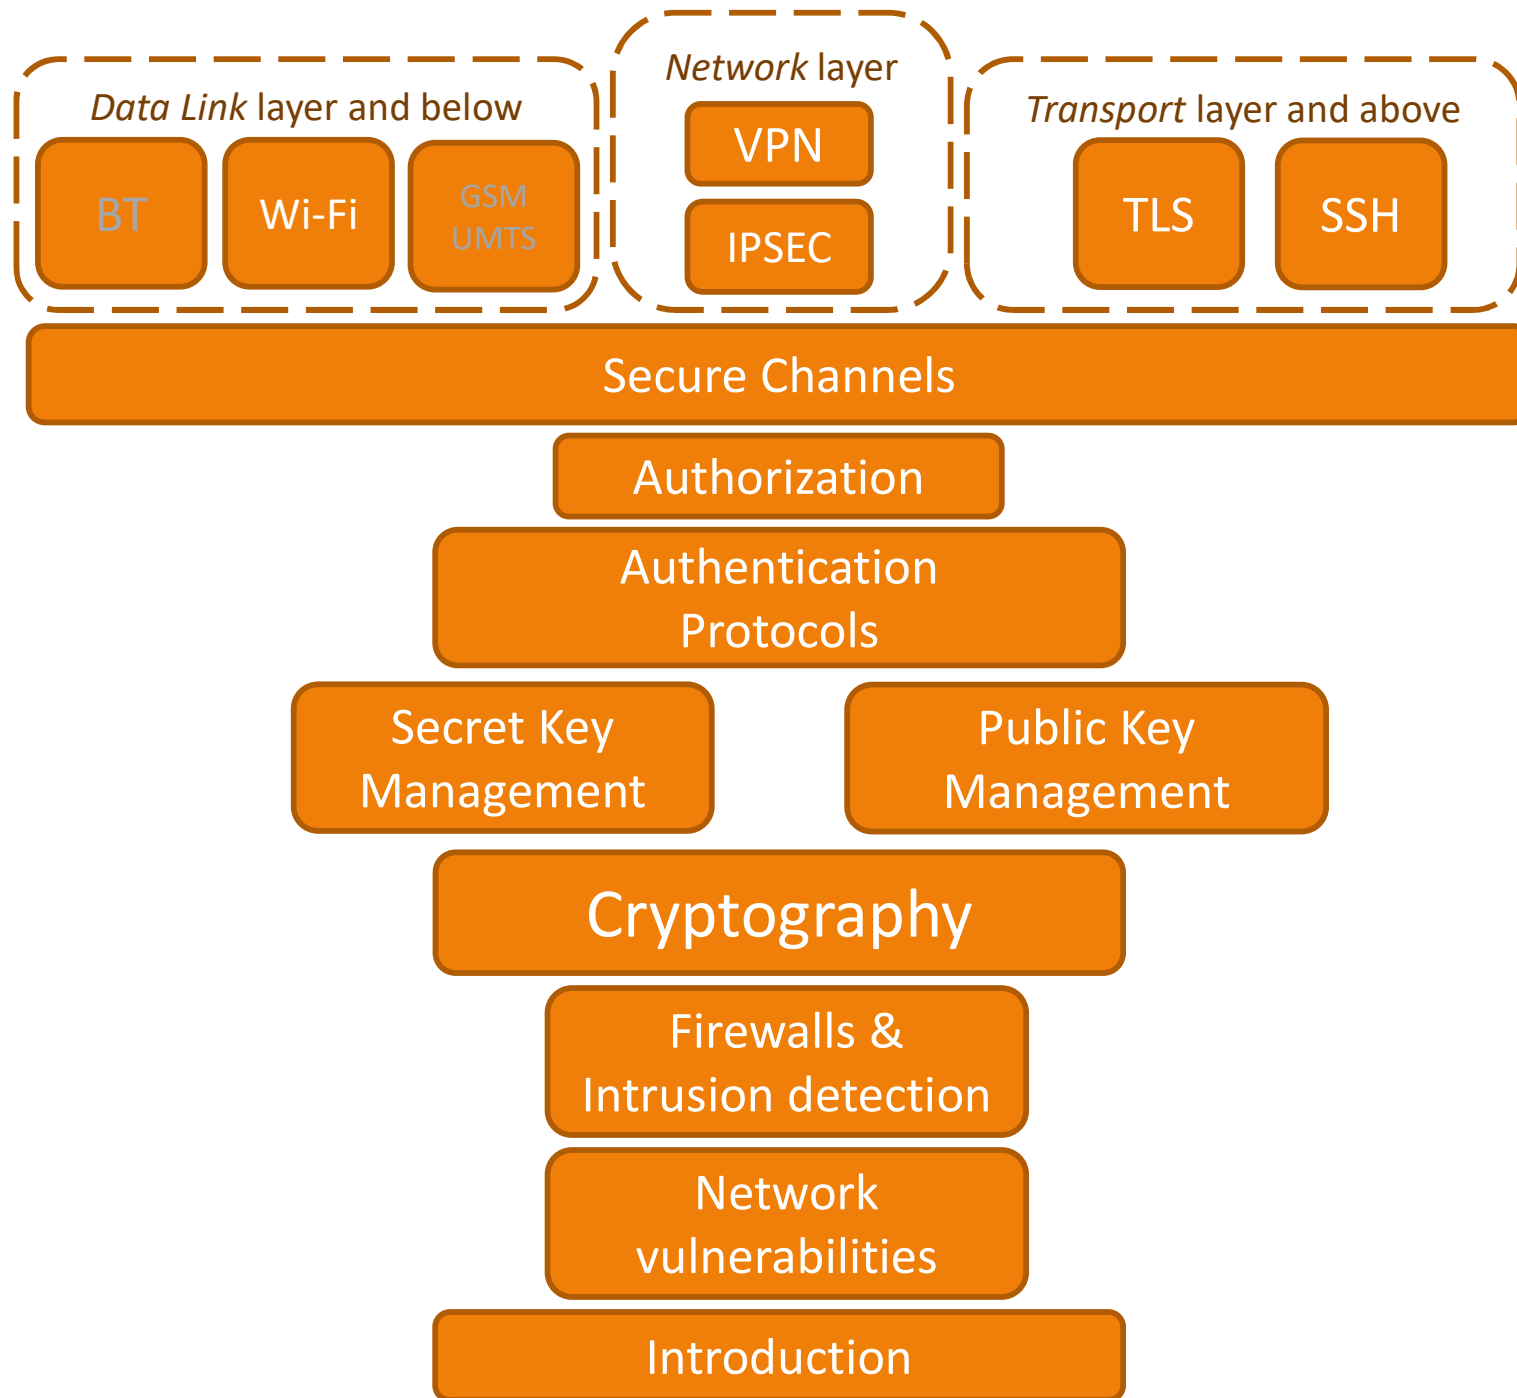 Data Link layer and below
BT
Wi-Fi
GSM
UMTS
Network layer
VPN
IPSEC
Transport layer and above
TLS
SSH
Secure Channels
Authorization
Authentication
Protocols
Secret Key
Management
Public Key
Management
Cryptography
Firewalls &
Intrusion detection
Network
vulnerabilities
Introduction